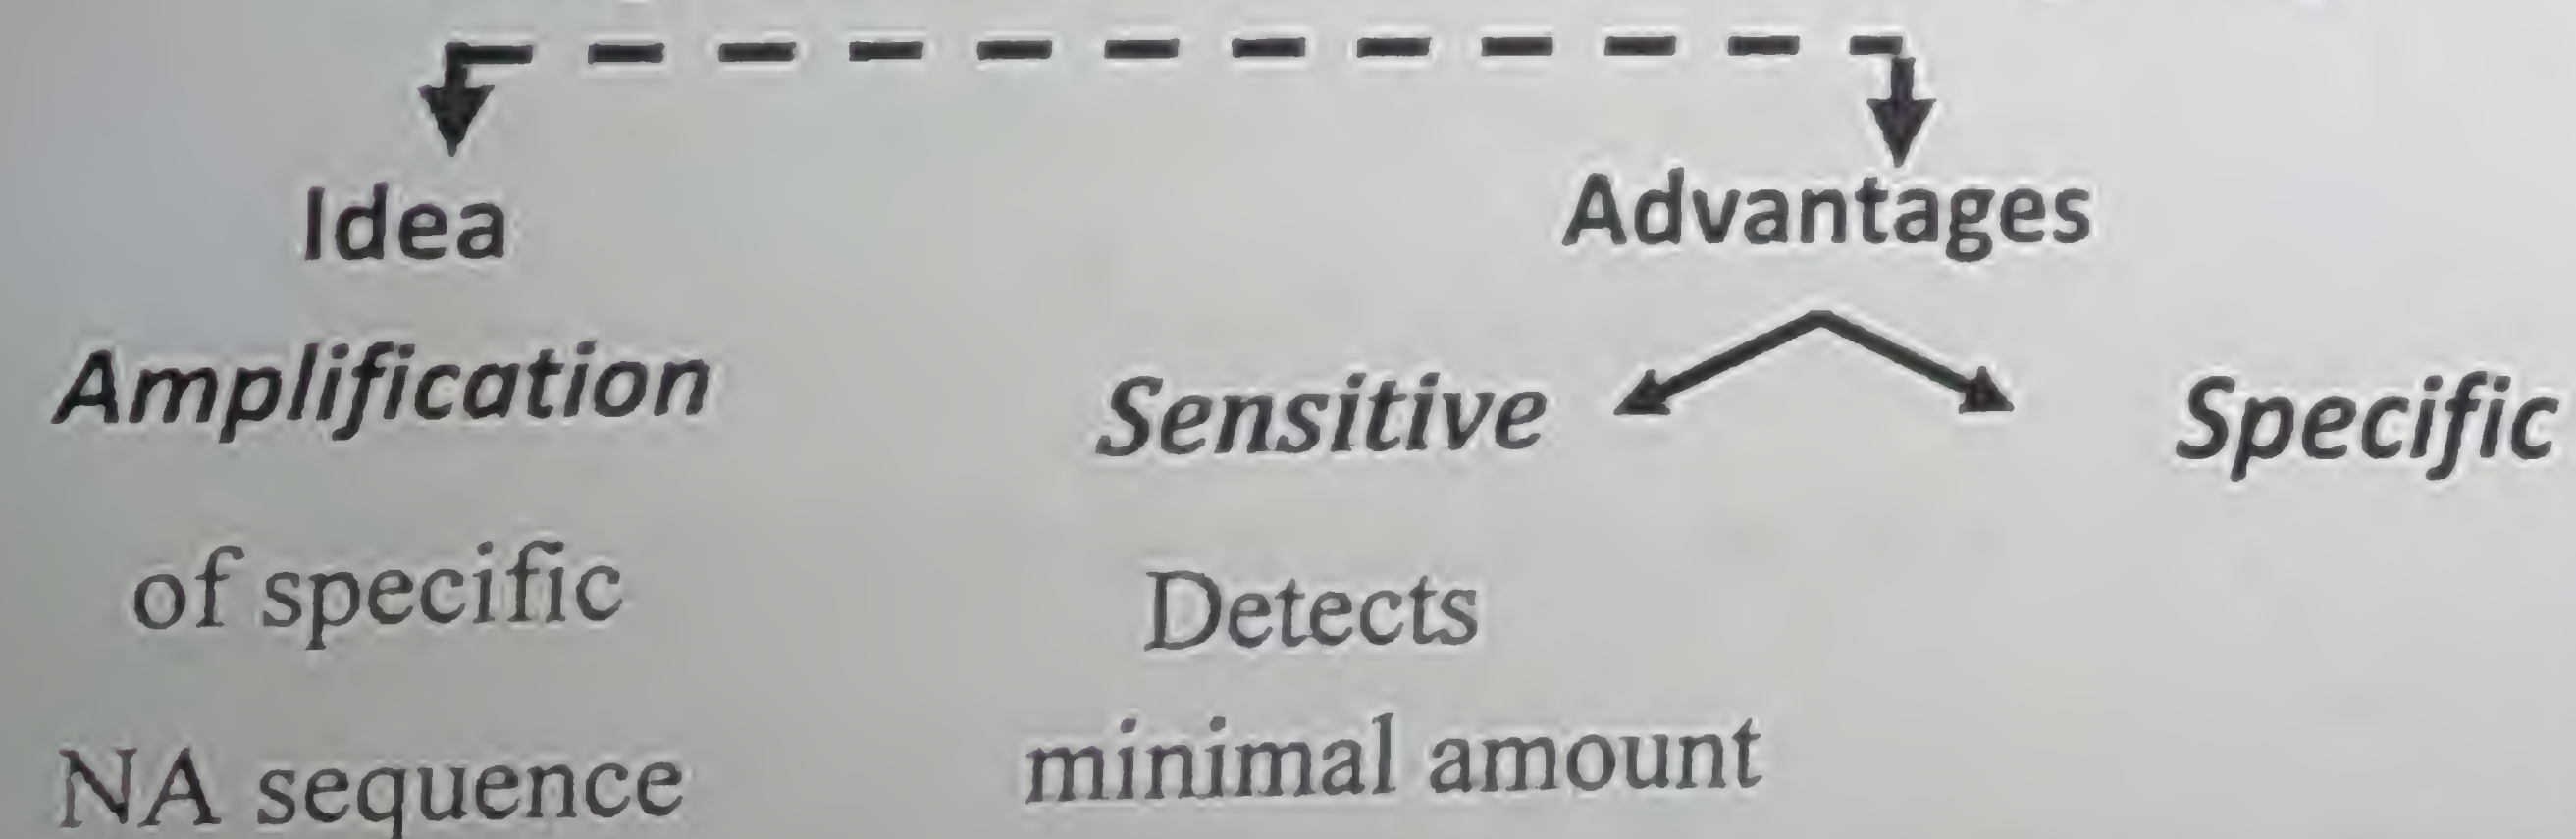 Idea
Advantages
Amplification
Sensitive
Specific
of specific
Detects
NA sequence
minimal amount